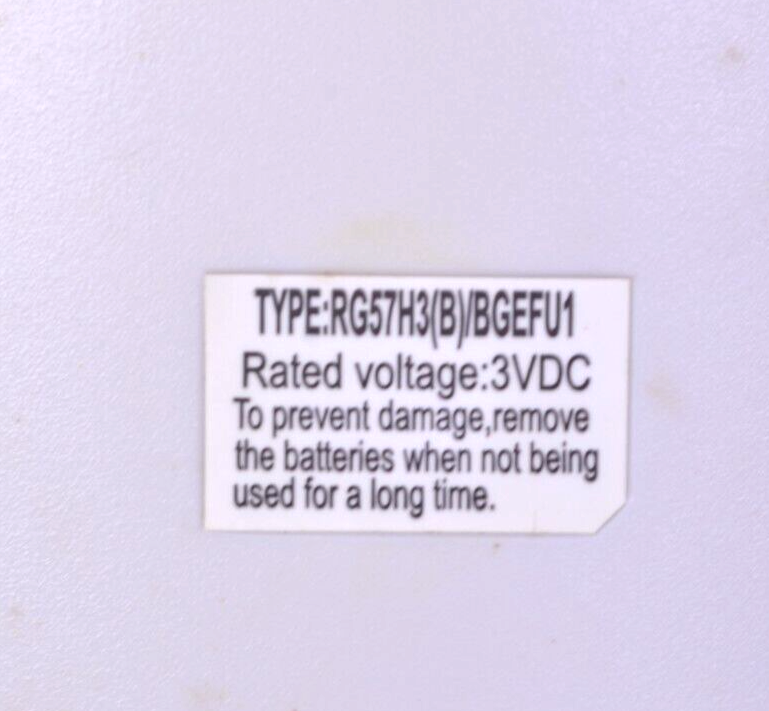 TYPE:RG57H3(B)/BGEFU1
Rated voltage:3VDC
To prevent damage,remove
the batteries when not being
used for a long time.